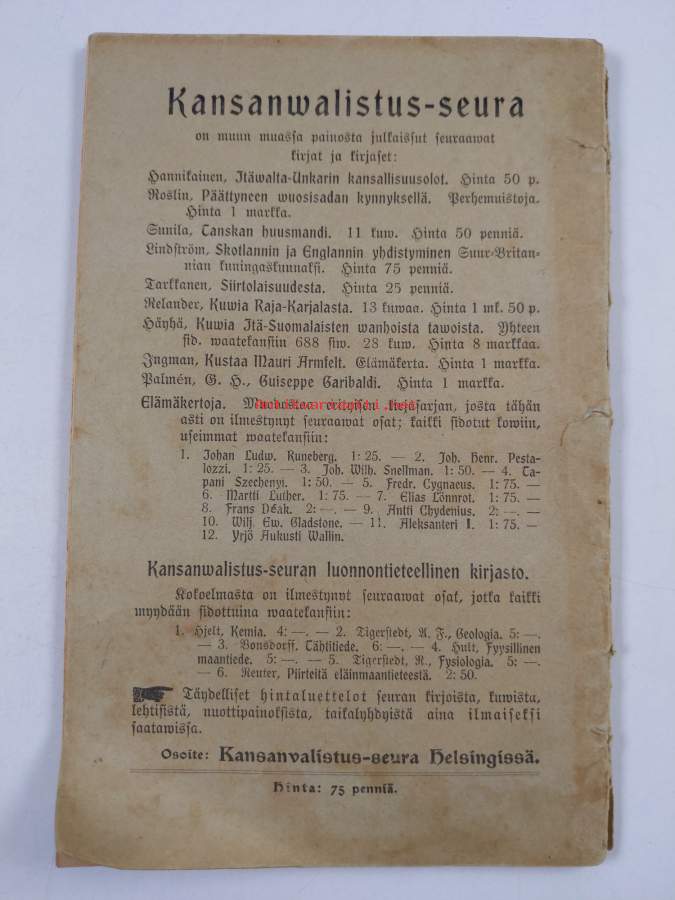 Kansanwalistus-seura
on muun muassa painosta julkaissut seuraawat
kirjat ja kirjaset:
Hannikainen, Itäwalta-Unkarin kansallisuusolot. Hinta 50 p.
Roslin, Päättyneen wuosisadan kynnyksellä. Perhemuistoja.
Hinta 1 markka.
Sunila, Tanskan huusmandi. 11 kuw. Hinta 50 penniä.
Lindström, Skotlannin ja Englannin yhdistyminen Suur-Britan-
nian kuningaskunnaksi. Hinta 75 penniä.
Tarkkanen, Siirtolaisuudesta. Hinta 25 penniä.
Relander, Kuwia Raja-Karjalasta. 13 kuwaa. Hinta 1 mk. 50 p.
Häyhä, Kuwia Itä-Suomalaisten wanhoista tawoista. Yhteen
sid. waatekansiin 688 siw. 28 kuw. Hinta 8 markkaa.
Ingman, Kustaa Mauri Armfelt. Elämäkerta. Hinta 1 markka.
Palmén, G. H., Guiseppe Garibaldi. Hinta 1 markka.
Elämäkertoja. kirjasarjan, josta tähän
asti on ilmestynyt seuraawat osat; kaikki sidotut kowiin,
useimmat waatekansiin:
1. Johan Ludw. Runeberg. 1:25. — 2. Joh. Henr. Pesta-
lozzi. 1:25. — 3. Joh. Wilh. Snellman. 1:50. — 4. Ta-
pani Szechenyi. 1:50. — 5. Fredr. Cygnaeus. 1:75. —
6. Martti Luther. 1:75. — 7. Elias Lönnrot. 1:75. —
8. Frans Deák. 2:—. — 9. Antti Chydenius. 2:—. —
10. Wilj. Ew. Gladstone. — 11. Aleksanteri I. 1:75. —
12. Yrjö Aukusti Wallin.
Kansanwalistus-seuran luonnontieteellinen kirjasto.
Kokoelmasta on ilmestynyt seuraawat osat, jotka kaikki
myydään sidottuina waatekansiin:
1. Hjelt, Kemia. 4:—. — 2. Tigerstedt, A. F., Geologia. 5:—.
— 3. Bonsdorff, Tähtitiede. 6:—. — 4. Hult, Fyysillinen
maantiede. 5:—. — 5. Tigerstedt, R., Fysiologia. 5:—.
— 6. Reuter, Piirteitä eläinmaantieteestä. 2:50.
Täydelliset hintaluettelot seuran kirjoista, kuwista,
lehtisistä, nuottipainoksista, taikalyhdyistä aina ilmaiseksi
saatawissa.
Osoite: Kansanvalistus-seura Helsingissä.
Hinta: 75 penniä.